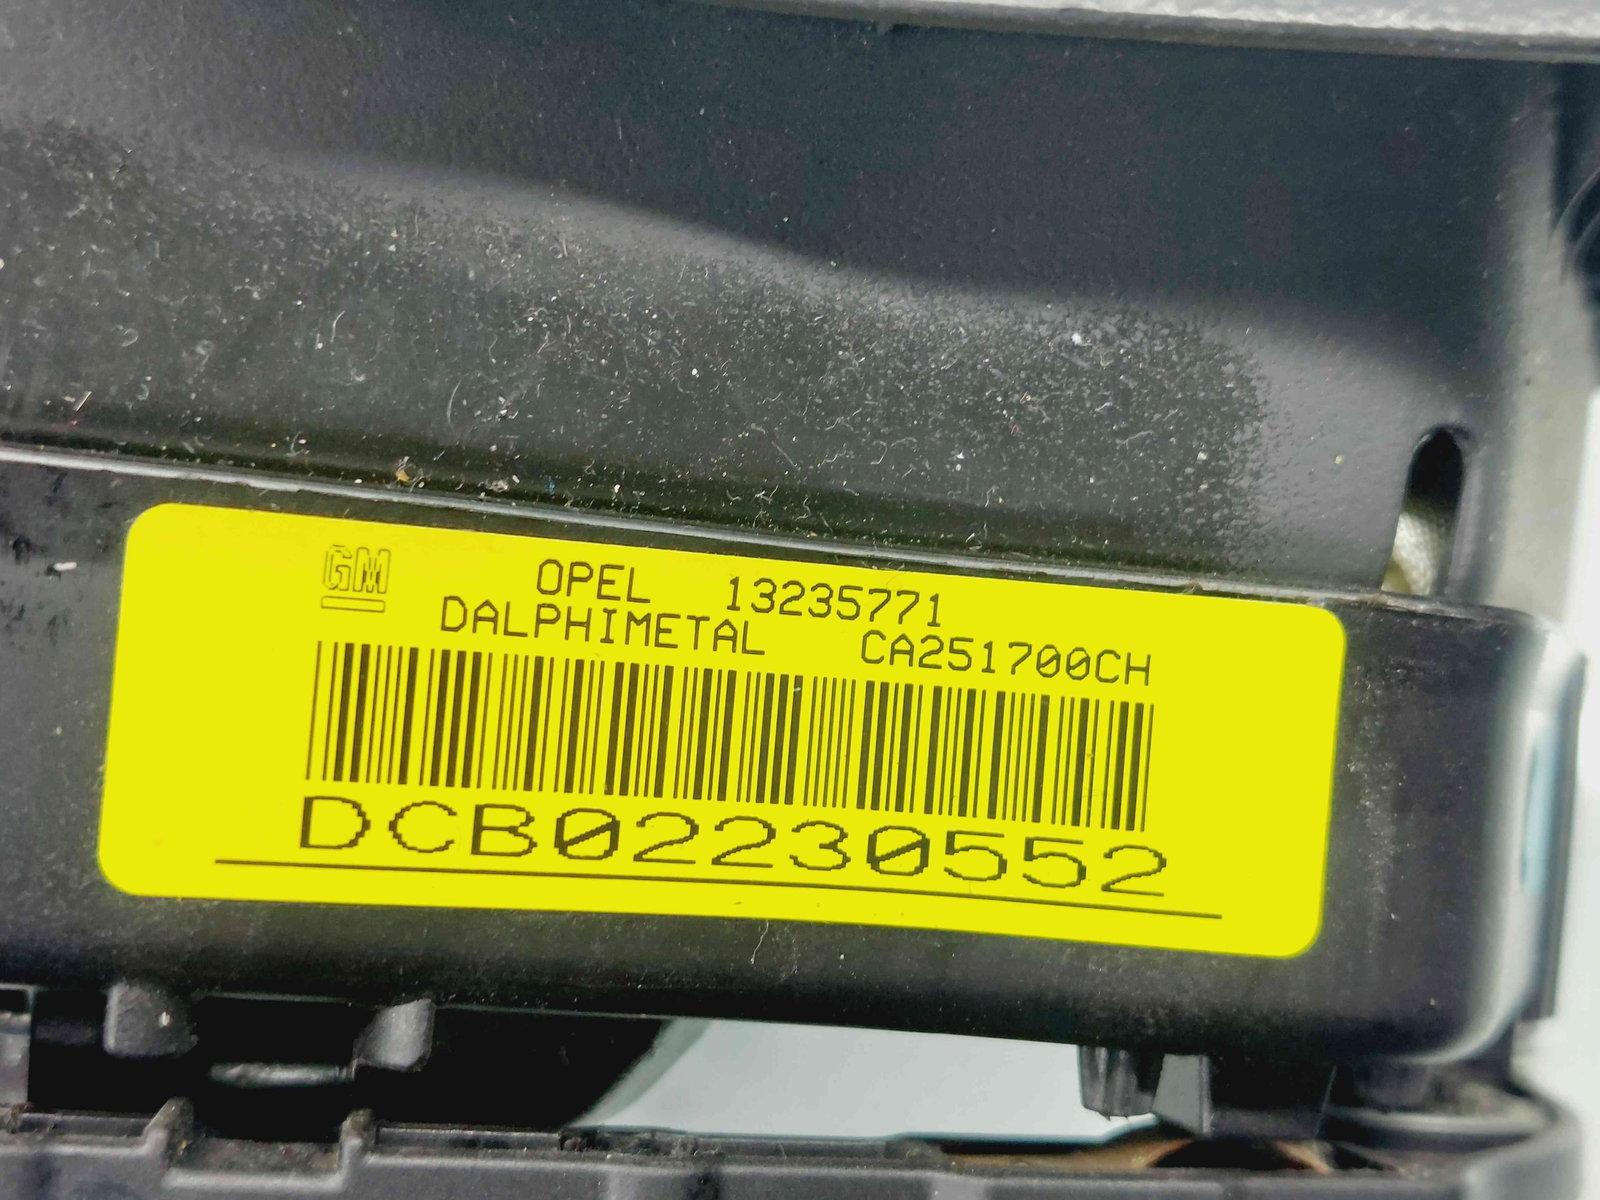 GM OPEL 13235771
DALPHIMETAL CA251700CH
DCB02230552